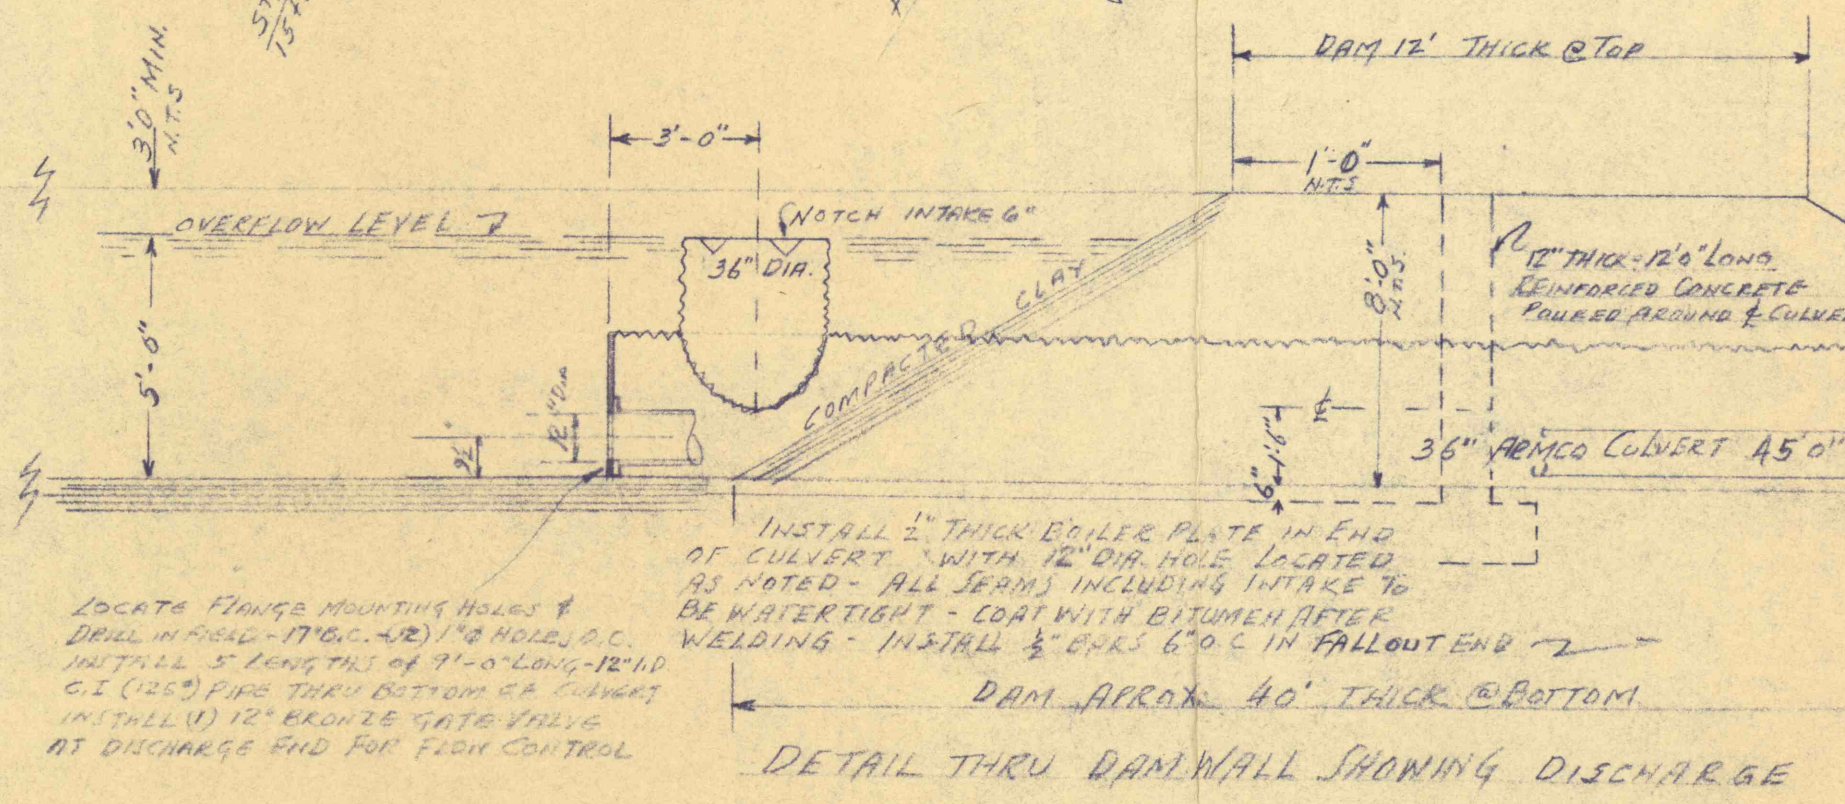 DAM 12' THICK @ TOP
3'0" MIN.
N.T.S
3'-0"
1'-0"
N.T.S
OVERFLOW LEVEL
NOTCH INTAKE 6"
36" DIA.
12" THICK - 12'0" LONG
REINFORCED CONCRETE
POURED AROUND ⅊ CULVE
COMPACTED CLAY
8'-0"
N.T.S.
5'-0"
12" DIA
9½"
6"
1'-6"
℄
36" ARMCO CULVERT 45'0"
INSTALL ½" THICK BOILER PLATE IN END
OF CULVERT WITH 12" DIA. HOLE LOCATED
AS NOTED - ALL SEAMS INCLUDING INTAKE TO
BE WATERTIGHT - COAT WITH BITUMEN AFTER
WELDING - INSTALL ½" BARS 6" O.C IN FALLOUT END
LOCATE FLANGE MOUNTING HOLES &
DRILL IN FIELD - 17" B.C. - (12) 1" Φ HOLES O.C.
INSTALL 5 LENGTHS OF 9'-0" LONG - 12" I.D.
C.I (125#) PIPE THRU BOTTOM OF CULVERT
INSTALL (1) 12" BRONZE GATE VALVE
AT DISCHARGE END FOR FLOW CONTROL
DAM APROX. 40' THICK @ BOTTOM
DETAIL THRU DAM WALL SHOWING DISCHARGE